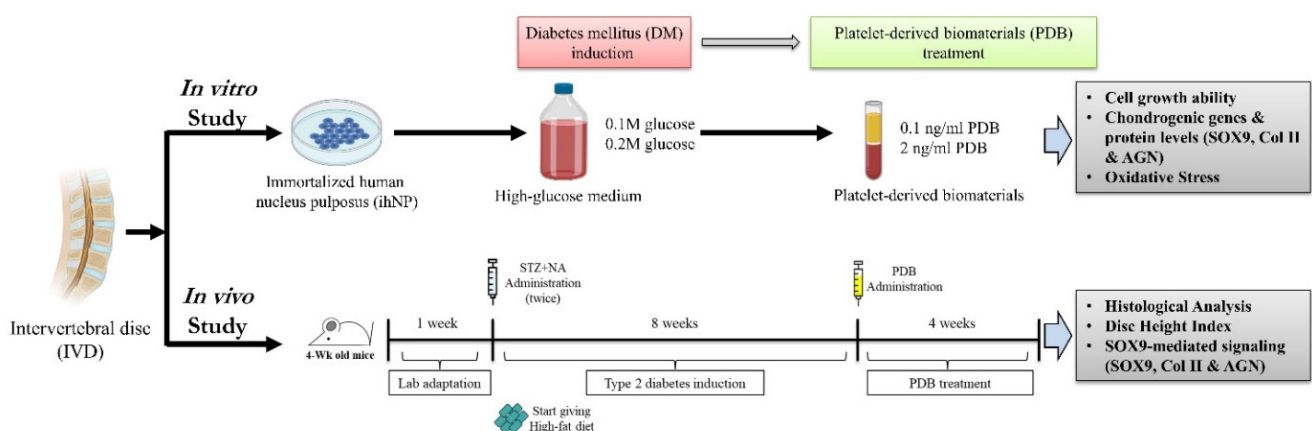 Diabetes mellitus (DM)
induction
Platelet-derived biomaterials (PDB)
treatment
In vitro
Study
Immortalized human
nucleus pulposus (ihNP)
0.1M glucose
0.2M glucose
High-glucose medium
0.1 ng/ml PDB
2 ng/ml PDB
Platelet-derived biomaterials
• Cell growth ability
• Chondrogenic genes &
protein levels (SOX9, Col II
& AGN)
• Oxidative Stress
Intervertebral disc
(IVD)
In vivo
Study
4-Wk old mice
STZ+NA
Administration
(twice)
PDB
Administration
1 week
8 weeks
4 weeks
Lab adaptation
Type 2 diabetes induction
PDB treatment
Start giving
High-fat diet
• Histological Analysis
• Disc Height Index
• SOX9-mediated signaling
(SOX9, Col II & AGN)